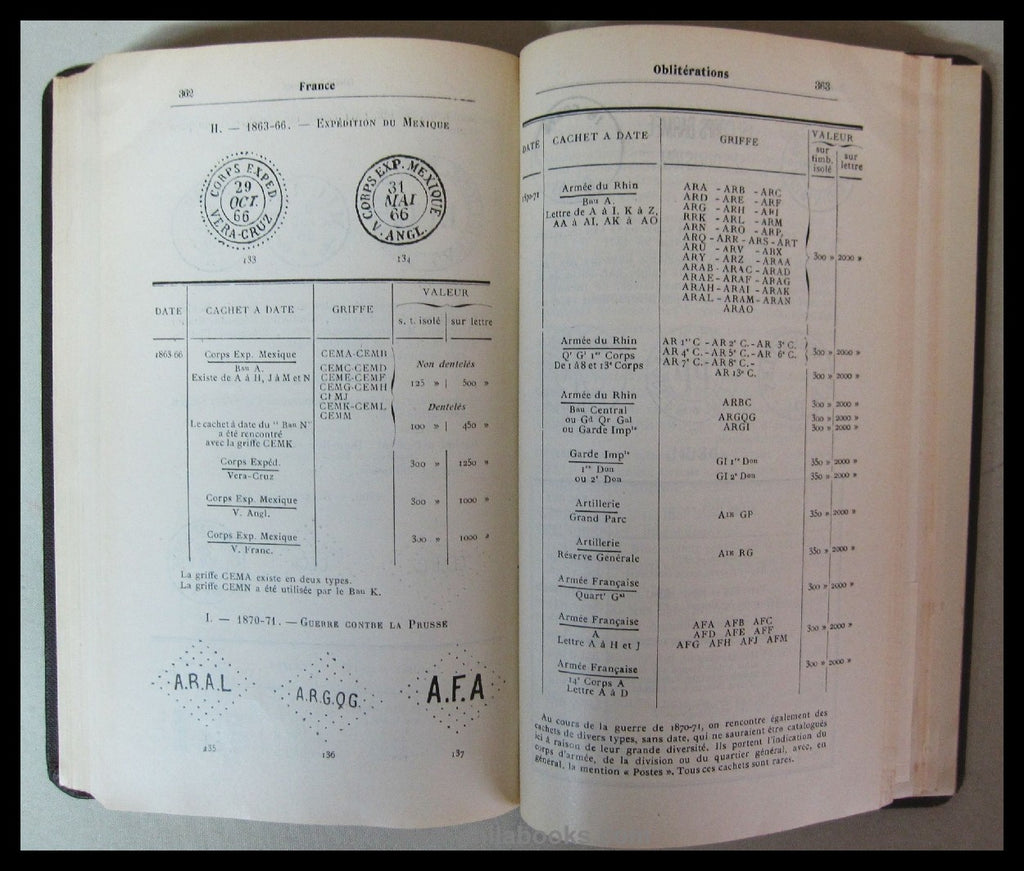 362 France
H. — 1863-66. — EXPÉDITION DU MEXIQUE
CORPS EXPED. VERA-CRUZ
29
OCT.
66
133
CORPS EXP. MEXIQUE V. ANGL.
31
MAI
66
134
DATE CACHET A DATE GRIFFE VALEUR
s. t. isolé sur lettre
1863 66 Corps Exp. Mexique CEMA-CEMB
Bau A. CEMC-CEMD Non dentelés
Existe de A à H, J à M et N CEME-CEMF 125 » 500 »
CEMG-CEMH
CEMJ
CEMK-CEML Dentelés
CEMM
Le cachet à date du "Bau N" 100 » 450 »
a été rencontré
avec la griffe CEMK.
Corps Expéd. 300 » 1250 »
Vera-Cruz
Corps Exp. Mexique 300 » 1000 »
V. Angl.
Corps Exp. Mexique 300 » 1000 »
V. Franc.
La griffe CEMA existe en deux types.
La griffe CEMN a été utilisée par le Bau K.
I. — 1870-71. — GUERRE CONTRE LA PRUSSE
A.R.A.L
135
A.R.G.QG.
136
A.F.A
137
Oblitérations 363
DATE CACHET A DATE GRIFFE VALEUR
sur timb. isolé sur lettre
1870-71 Armée du Rhin
Bau A.
Lettre de A à I, K à Z,
AA à AI, AK à AO
ARA - ARB - ARC
ARD - ARE - ARF
ARG - ARH - ARI
RRK - ARL - ARM
ARN - ARO - ARP,
ARQ - ARR - ARS - ART
ARU - ARV - ARX
ARY - ARZ - ARAA 300 » 2000 »
ARAB - ARAC - ARAD
ARAE - ARAF - ARAG
ARAH - ARAI - ARAK
ARAL - ARAM - ARAN
ARAO
Armée du Rhin AR 1er C - AR 2e C. - AR 3e C.
Qr Gl 1er Corps AR 4e C. - AR 5e C. - AR 6e C. 300 » 2000 »
De 1 à 8 et 13e Corps AR 7e C. - AR 8e C. -
AR 13e C. 300 » 2000 »
Armée du Rhin
Bau Central ARBC 300 » 2000 »
ou Gd Qr Gal ARGQG 300 » 2000 »
ou Garde Imple ARGI 300 » 2000 »
Garde Imple
1re Don GI 1re Don 350 » 2000 »
ou 2e Don GI 2e Don 350 » 2000 »
Artillerie
Grand Parc AIR GP 350 » 2000 »
Artillerie
Réserve Générale AIR RG 350 » 2000 »
Armée Française
Quart. Gal 300 » 2000 »
Armée Française AFA AFB AFC
A AFD AFE AFF 300 » 2000 »
Lettre A à H et J AFG AFH AFJ AFM
Armée Française 300 » 2000 »
14e Corps A
Lettre A à D
Au cours de la guerre de 1870-71, on rencontre également des
cachets de divers types, sans date, qui ne sauraient être catalogués
ici à raison de leur grande diversité. Ils portent l'indication du
corps d'armée, de la division ou du quartier général, avec, en
général, la mention « Postes ». Tous ces cachets sont rares.